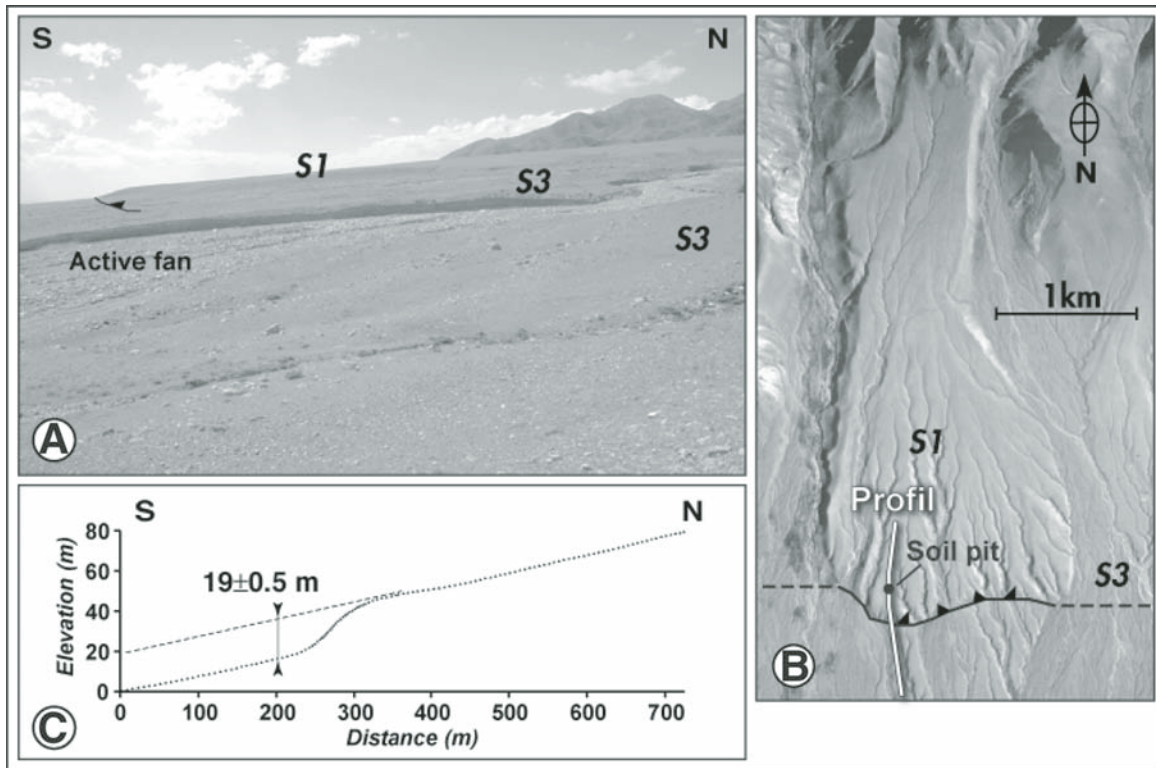 S
N
S1
S3
S3
Active fan
A
N
1km
S1
Profil
Soil pit
S3
B
S
N
80
60
40
20
0
Elevation (m)
19±0.5 m
0
100
200
300
400
500
600
700
Distance (m)
C